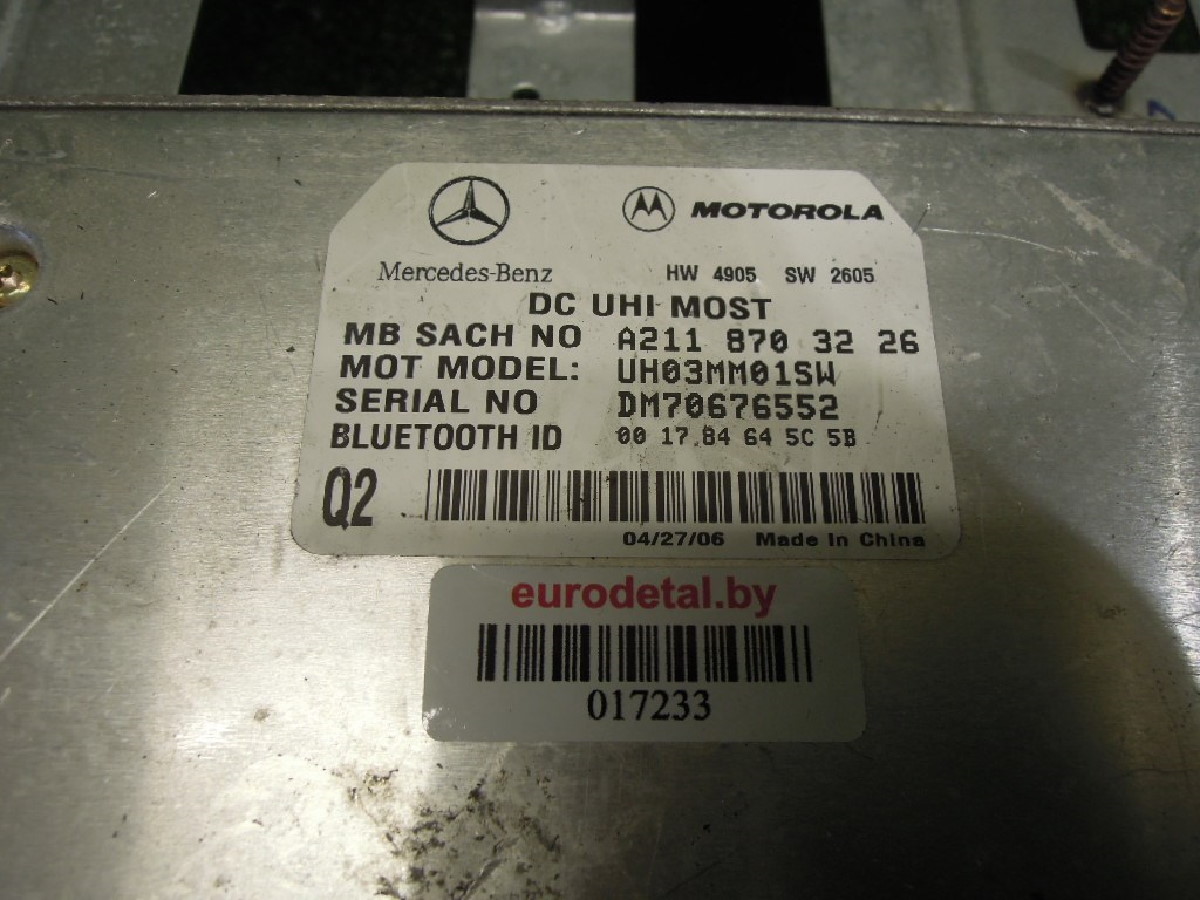 MOTOROLA
Mercedes-Benz
HW 4905 SW 2605
DC UHI MOST
MB SACH NO A211 870 32 26
MOT MODEL: UH03MM01SW
SERIAL NO DM70676552
BLUETOOTH ID 00 17 84 64 5C 5B
Q2
04/27/06 Made in China
eurodetal.by
017233